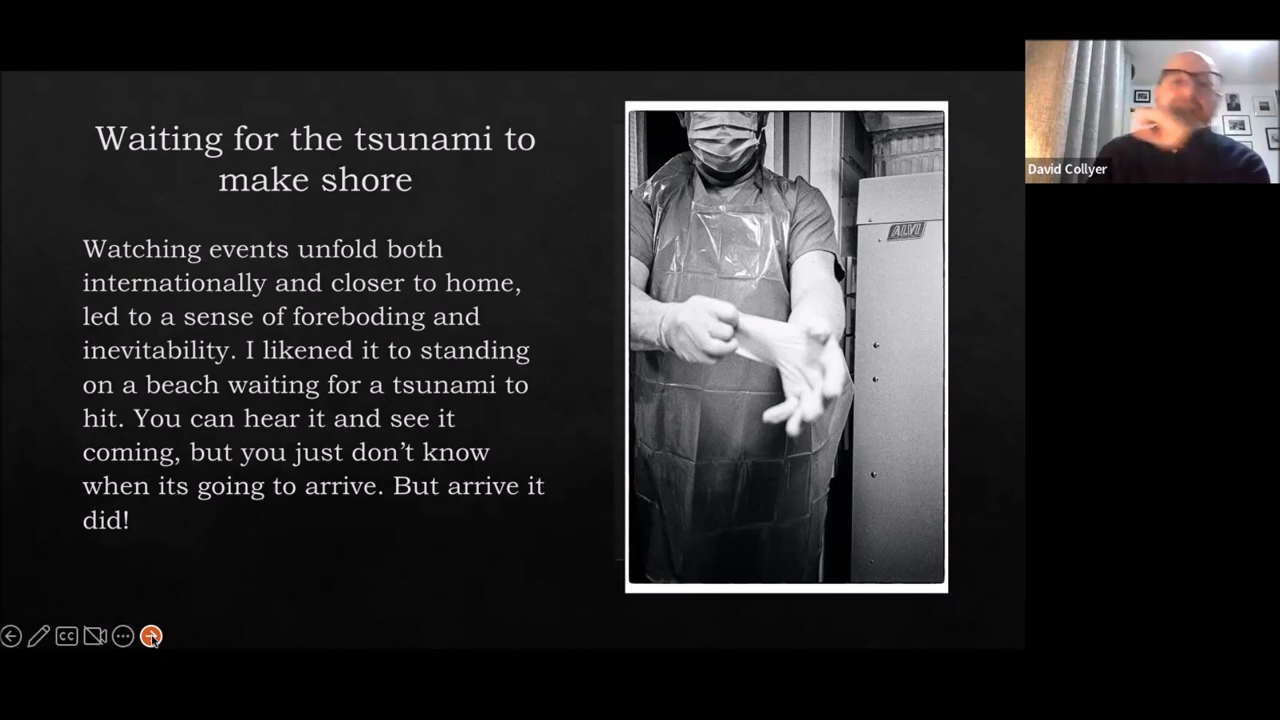 Waiting for the tsunami to
make shore
Watching events unfold both
internationally and closer to home,
led to a sense of foreboding and
inevitability. I likened it to standing
on a beach waiting for a tsunami to
hit. You can hear it and see it
coming, but you just don’t know
when its going to arrive. But arrive it
did!
ALVI
David Collyer
CC